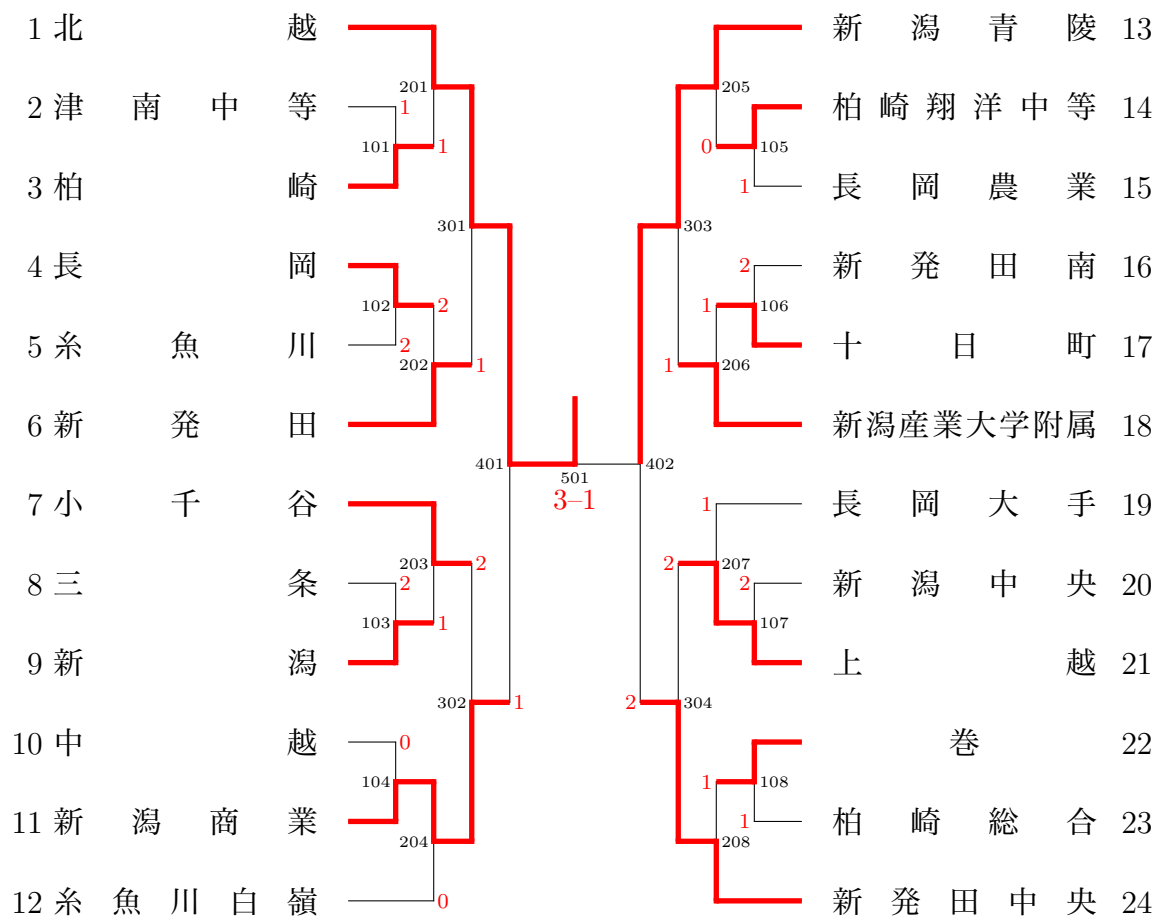 1 北越
2 津南中等
3 柏崎
4 長岡
5 糸魚川
6 新発田
7 小千谷
8 三条
9 新潟
10 中越
11 新潟商業
12 糸魚川白嶺
201
1
101
1
301
102
2
2
202
1
401
203
2
2
103
1
302
1
0
104
204
0
501
3–1
205
0
105
1
303
2
1
106
1
206
402
1
2
207
2
107
2
304
1
108
1
208
新潟青陵 13
柏崎翔洋中等 14
長岡農業 15
新発田南 16
十日町 17
新潟産業大学附属 18
長岡大手 19
新潟中央 20
上越 21
巻 22
柏崎総合 23
新発田中央 24